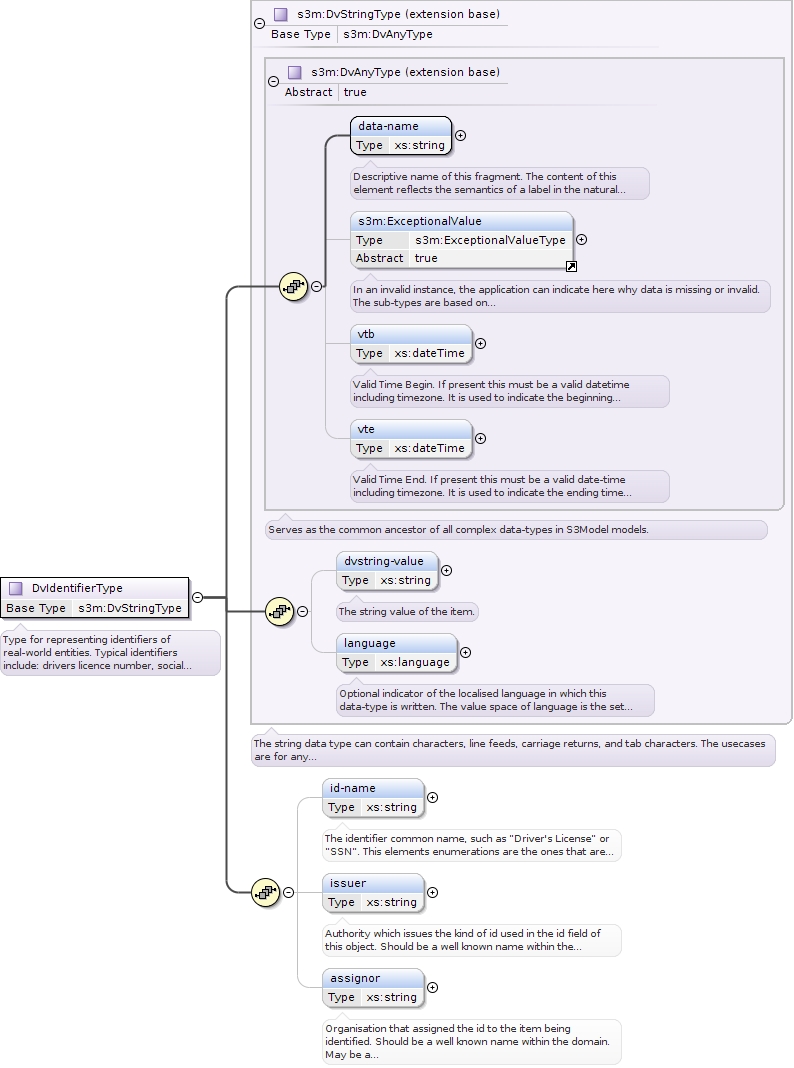 s3m:DvStringType (extension base)
Base Type s3m:DvAnyType
s3m:DvAnyType (extension base)
Abstract true
data-name
Type xs:string
Descriptive name of this fragment. The content of this
element reflects the semantics of a label in the natural...
s3m:ExceptionalValue
Type s3m:ExceptionalValueType
Abstract true
In an invalid instance, the application can indicate here why data is missing or invalid.
The sub-types are based on...
vtb
Type xs:dateTime
Valid Time Begin. If present this must be a valid datetime
including timezone. It is used to indicate the beginning...
vte
Type xs:dateTime
Valid Time End. If present this must be a valid date-time
including timezone. It is used to indicate the ending time...
Serves as the common ancestor of all complex data-types in S3Model models.
dvstring-value
Type xs:string
The string value of the item.
language
Type xs:language
Optional indicator of the localised language in which this
data-type is written. The value space of language is the set...
DvIdentifierType
Base Type s3m:DvStringType
Type for representing identifiers of
real-world entities. Typical identifiers
include: drivers licence number, social...
The string data type can contain characters, line feeds, carriage returns, and tab characters. The usecases
are for any...
id-name
Type xs:string
The identifier common name, such as "Driver's License" or
"SSN". This elements enumerations are the ones that are...
issuer
Type xs:string
Authority which issues the kind of id used in the id field of
this object. Should be a well known name within the...
assignor
Type xs:string
Organisation that assigned the id to the item being
identified. Should be a well known name within the domain.
May be a...